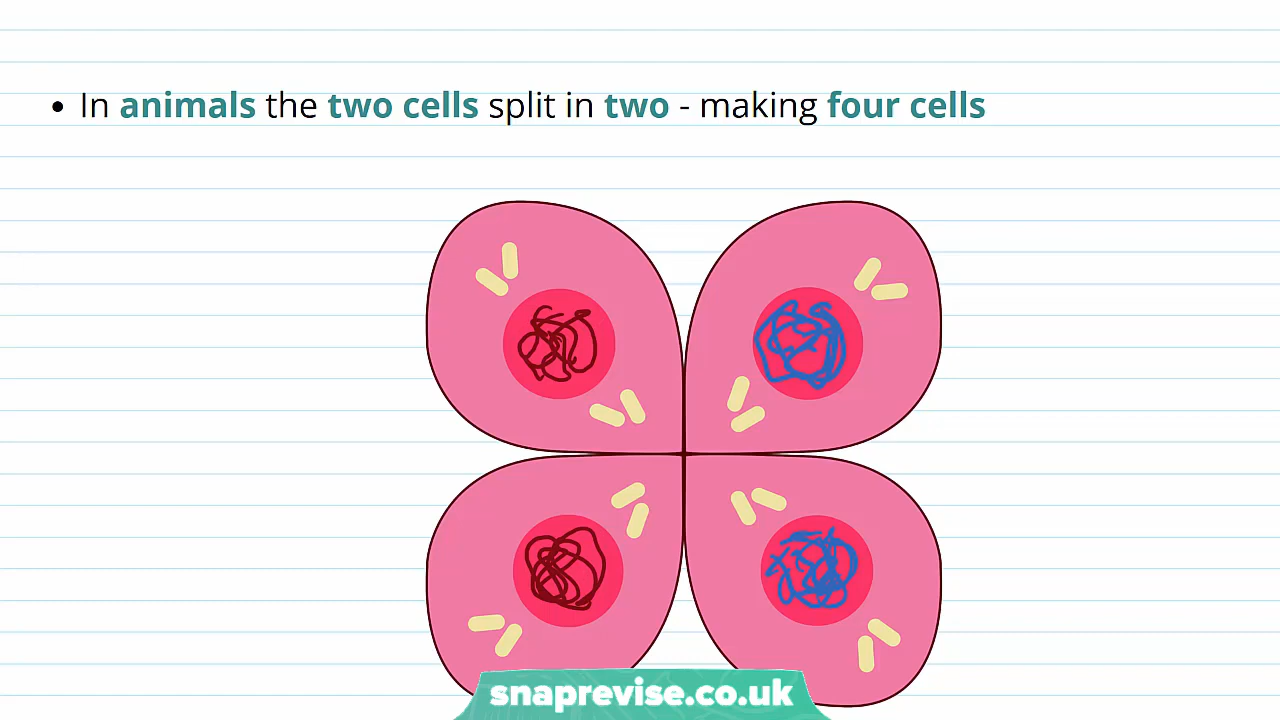 • In animals the two cells split in two - making four cells
snaprevise.co.uk